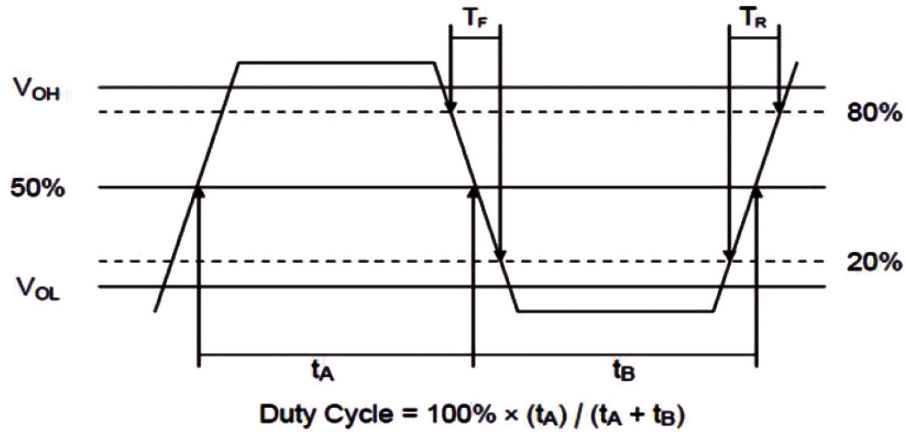 TF
TR
VOH
80%
50%
20%
VOL
tA
tB
Duty Cycle = 100% × (tA) / (tA + tB)